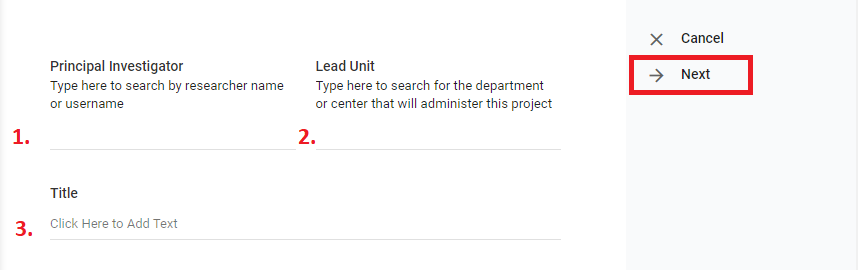 Principal Investigator
Type here to search by researcher name
or username
1.
Lead Unit
Type here to search for the department
or center that will administer this project
2.
Title
3. Click Here to Add Text
Cancel
Next